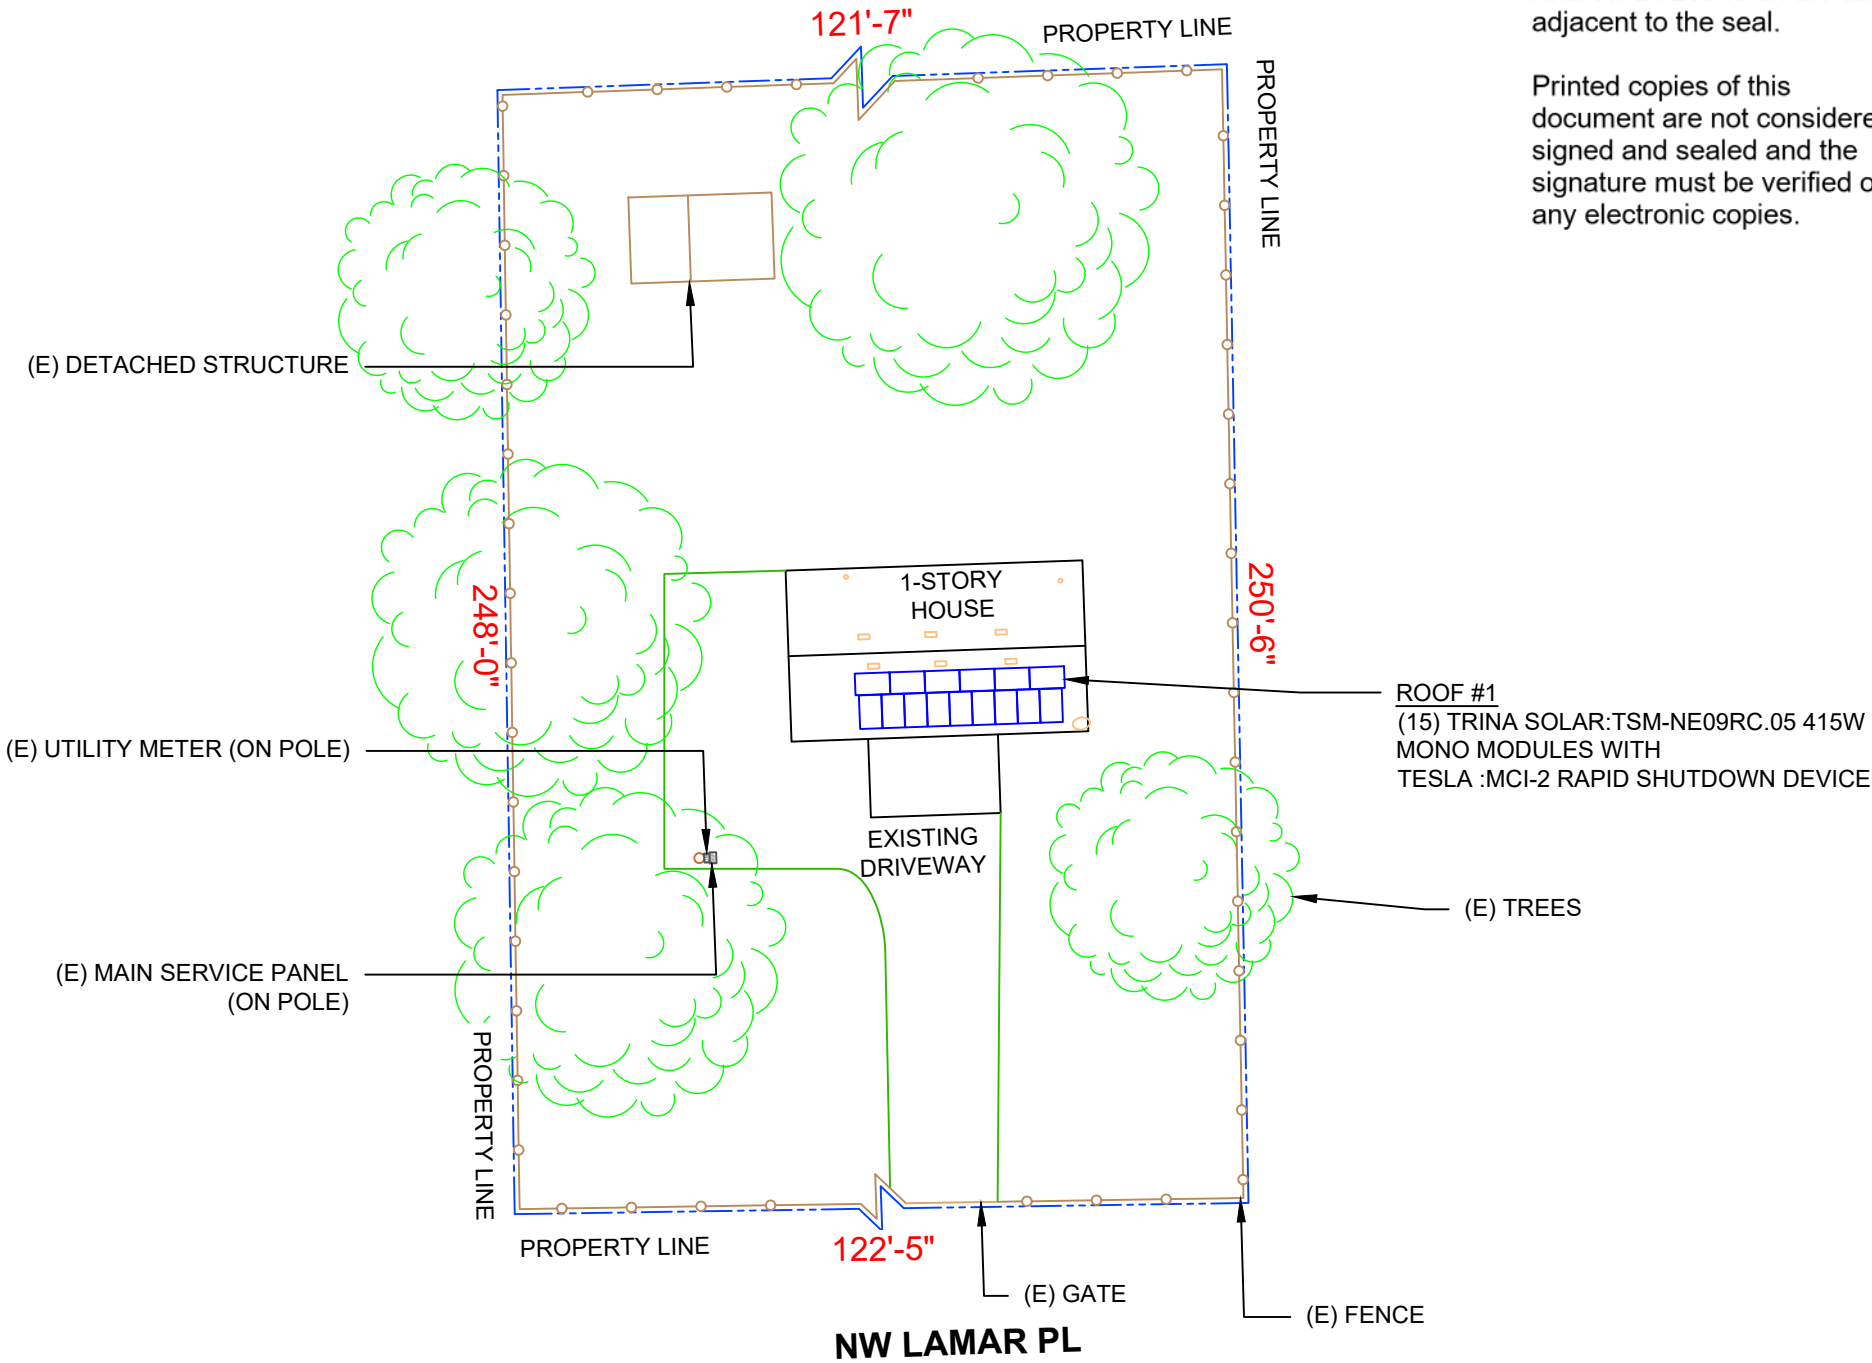 adjacent to the seal.
Printed copies of this
document are not considere
signed and sealed and the
signature must be verified o
any electronic copies.
121'-7"
PROPERTY LINE
PROPERTY LINE
(E) DETACHED STRUCTURE
1-STORY
HOUSE
248'-0"
250'-6"
ROOF #1
(15) TRINA SOLAR:TSM-NE09RC.05 415W
MONO MODULES WITH
TESLA :MCI-2 RAPID SHUTDOWN DEVICE
(E) UTILITY METER (ON POLE)
EXISTING
DRIVEWAY
(E) TREES
(E) MAIN SERVICE PANEL
(ON POLE)
PROPERTY LINE
PROPERTY LINE
122'-5"
(E) GATE
(E) FENCE
NW LAMAR PL